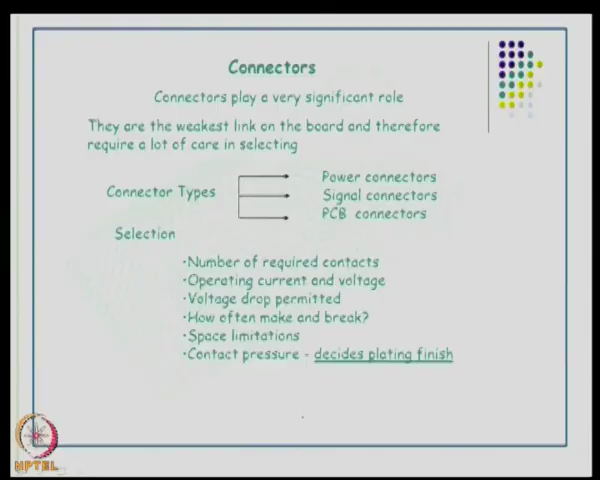 Connectors
Connectors play a very significant role
They are the weakest link on the board and therefore
require a lot of care in selecting
Connector Types
Power connectors
Signal connectors
PCB connectors
Selection
·Number of required contacts
·Operating current and voltage
·Voltage drop permitted
·How often make and break?
·Space limitations
·Contact pressure - decides plating finish
NPTEL